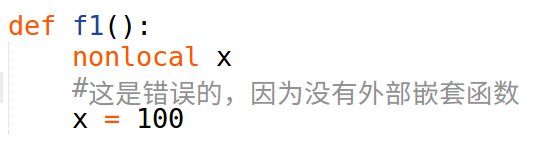 def f1():
    nonlocal x
    #这是错误的，因为没有外部嵌套函数
    x = 100